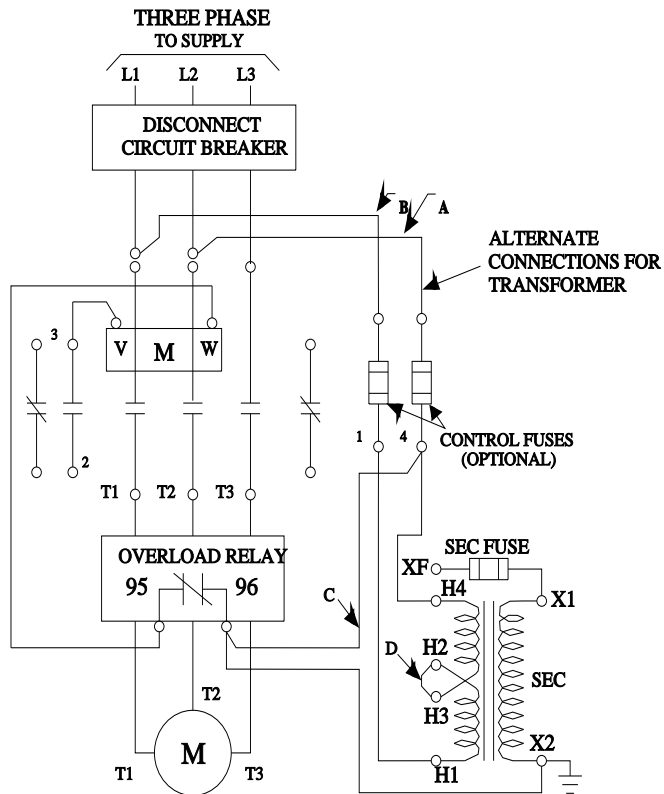 THREE PHASE
TO SUPPLY
L1 L2 L3
DISCONNECT
CIRCUIT BREAKER
B A
ALTERNATE
CONNECTIONS FOR
TRANSFORMER
3
V M W
1 4
CONTROL FUSES
(OPTIONAL)
2
T1 T2 T3
OVERLOAD RELAY
95 96
SEC FUSE
XF
H4
X1
C
D
H2
SEC
H3
T2
M
T1 T3
X2
H1